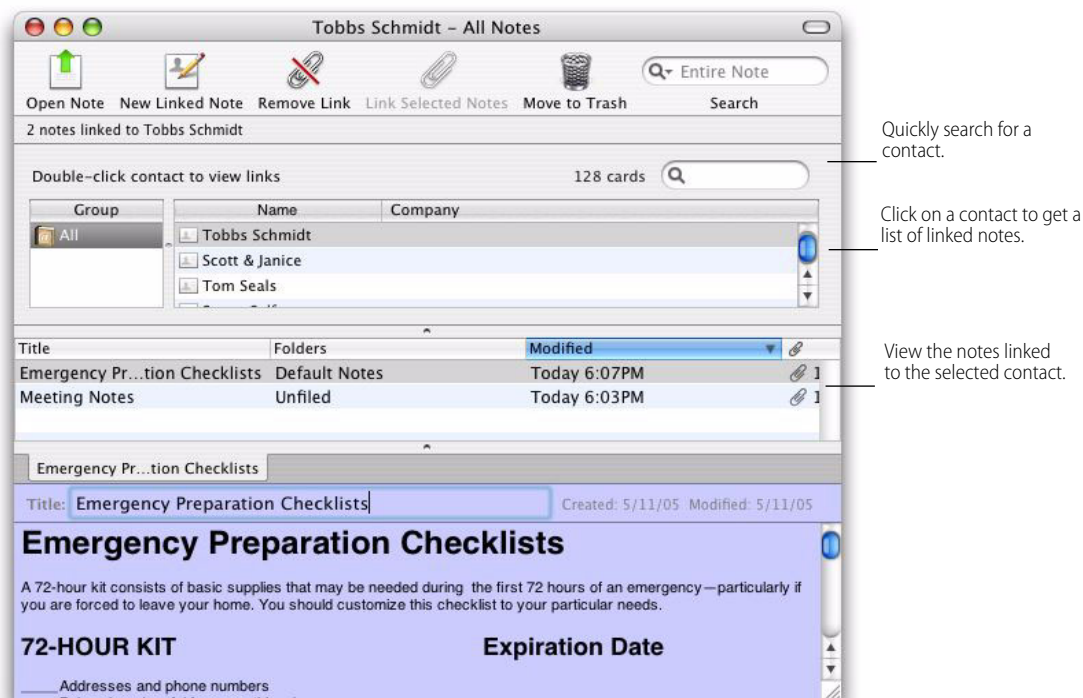 Tobbs Schmidt – All Notes
Open Note New Linked Note Remove Link Link Selected Notes Move to Trash Search
Entire Note
2 notes linked to Tobbs Schmidt
Double-click contact to view links 128 cards
Group Name Company
All
Tobbs Schmidt
Scott & Janice
Tom Seals
Title Folders Modified
Emergency Pr...tion Checklists Default Notes Today 6:07PM 1
Meeting Notes Unfiled Today 6:03PM 1
Emergency Pr...tion Checklists
Title: Emergency Preparation Checklists Created: 5/11/05 Modified: 5/11/05
Emergency Preparation Checklists
A 72-hour kit consists of basic supplies that may be needed during the first 72 hours of an emergency—particularly if
you are forced to leave your home. You should customize this checklist to your particular needs.
72-HOUR KIT Expiration Date
_____Addresses and phone numbers
Quickly search for a
contact.
Click on a contact to get a
list of linked notes.
View the notes linked
to the selected contact.